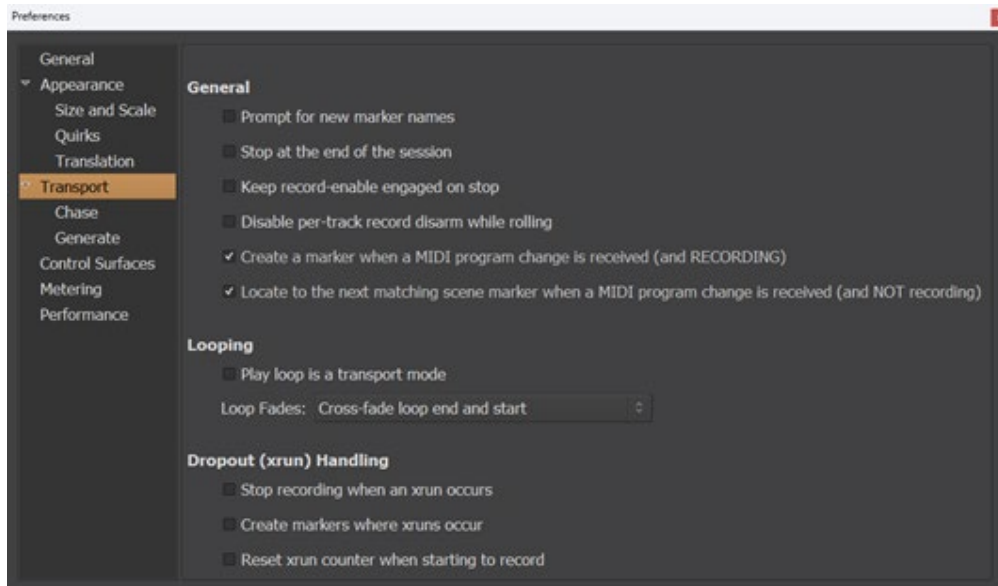 Preferences
General
Appearance
Size and Scale
Quirks
Translation
Transport
Chase
Generate
Control Surfaces
Metering
Performance
General
Prompt for new marker names
Stop at the end of the session
Keep record-enable engaged on stop
Disable per-track record disarm while rolling
Create a marker when a MIDI program change is received (and RECORDING)
Locate to the next matching scene marker when a MIDI program change is received (and NOT recording)
Looping
Play loop is a transport mode
Loop Fades: Cross-fade loop end and start
Dropout (xrun) Handling
Stop recording when an xrun occurs
Create markers where xruns occur
Reset xrun counter when starting to record